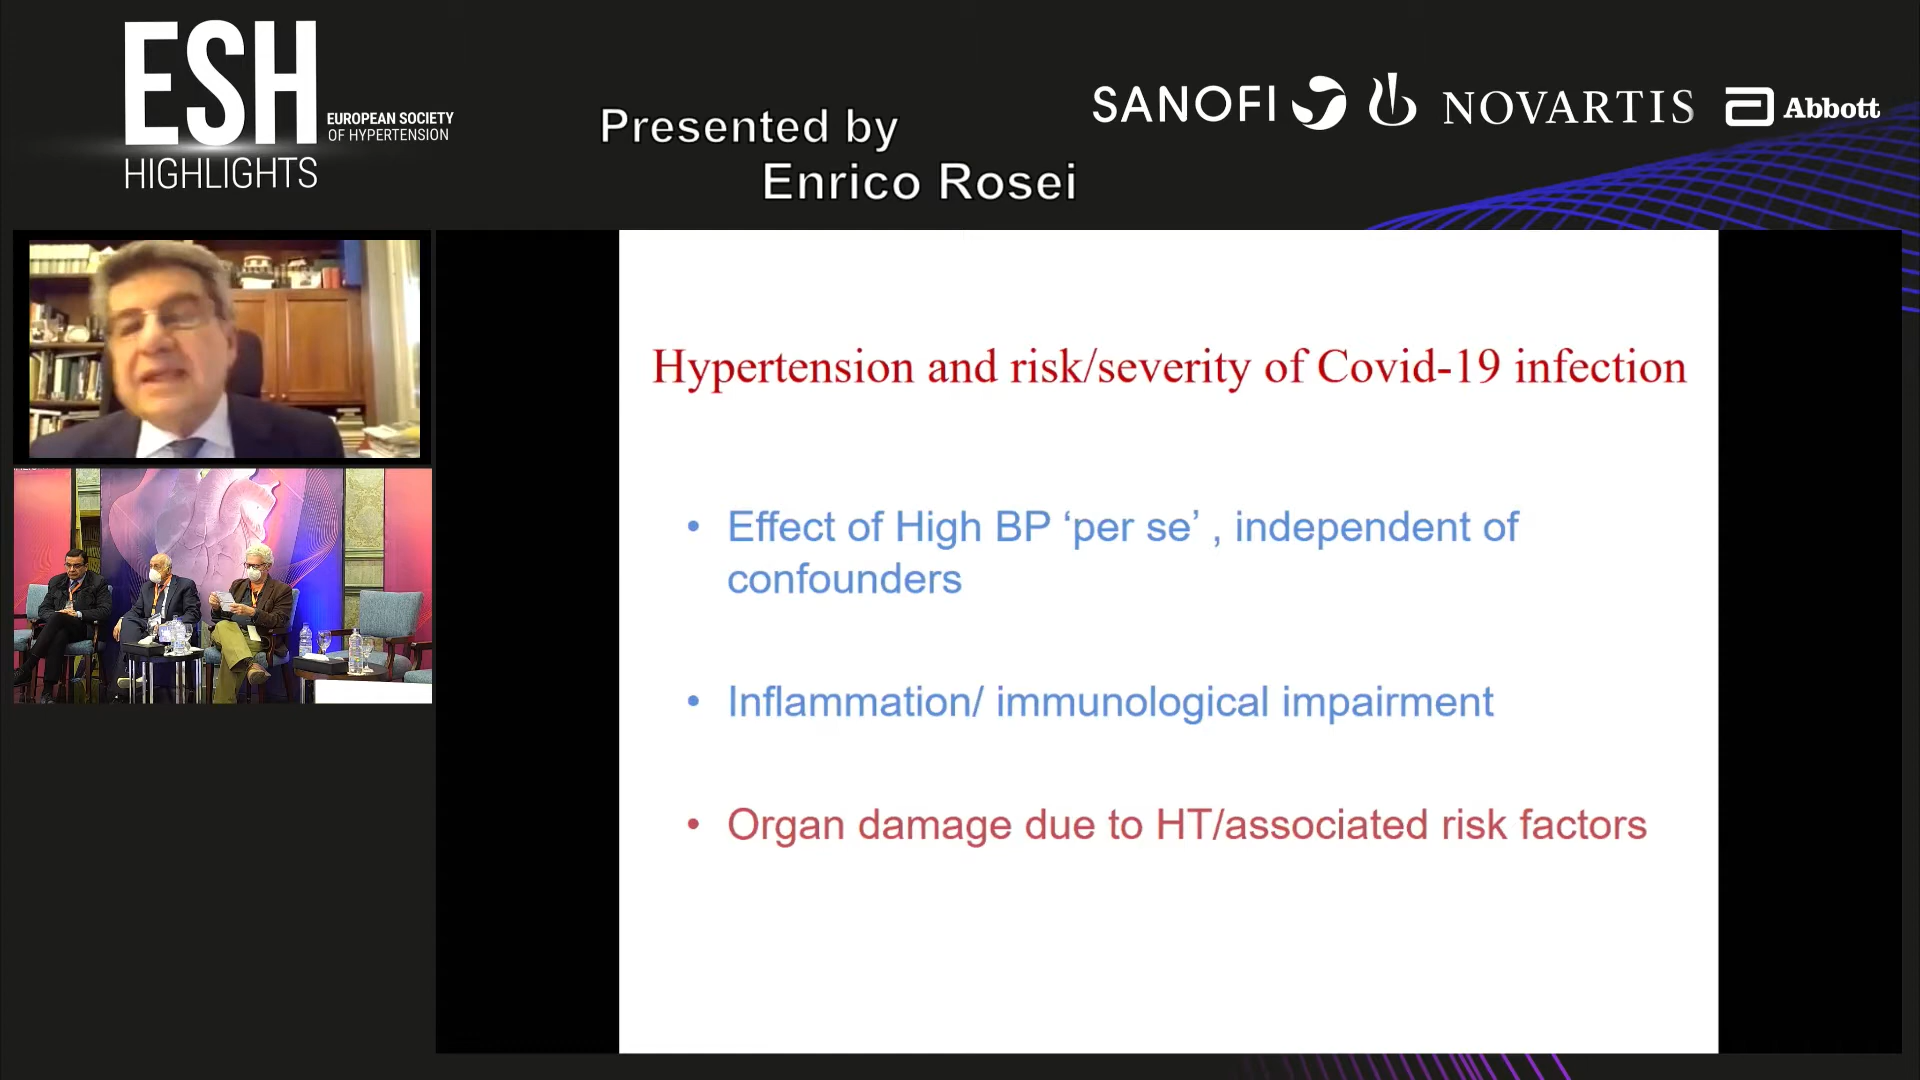 ESH
EUROPEAN SOCIETY
OF HYPERTENSION
HIGHLIGHTS
Presented by
Enrico Rosei
SANOFI
NOVARTIS
Abbott
Hypertension and risk/severity of Covid-19 infection
• Effect of High BP ‘per se’ , independent of
confounders
• Inflammation/ immunological impairment
• Organ damage due to HT/associated risk factors